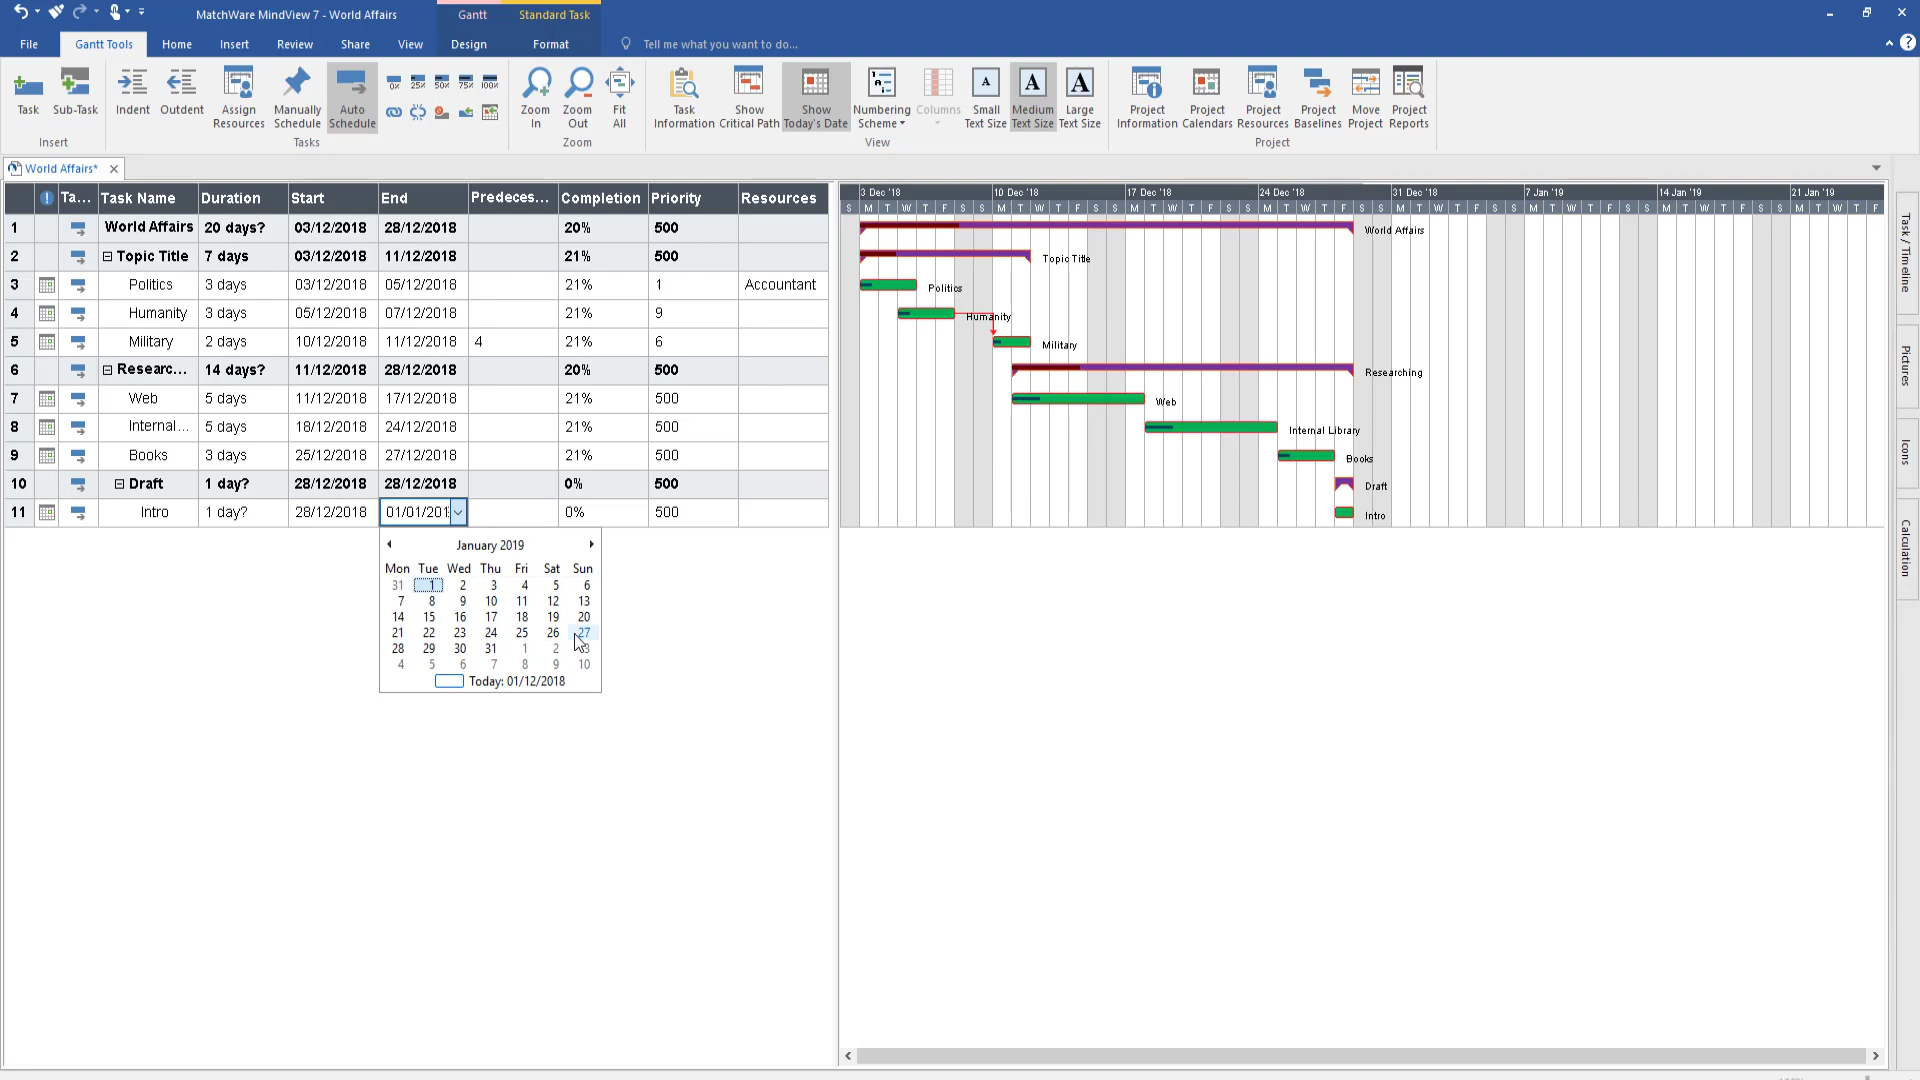 MatchWare MindView 7 - World Affairs
Gantt
Standard Task
File
Gantt Tools
Home
Insert
Review
Share
View
Design
Format
Tell me what you want to do...
Task
Sub-Task
Insert
Indent
Outdent
Assign Resources
Manually Schedule
Auto Schedule
0% 25% 50% 75% 100%
Tasks
Zoom In
Zoom Out
Fit All
Zoom
Task Information
Show Critical Path
Show Today's Date
Numbering Scheme
Columns
Small Text Size
Medium Text Size
Large Text Size
View
Project Information
Project Calendars
Project Resources
Project Baselines
Move Project
Project Reports
Project
World Affairs*
Ta... Task Name Duration Start End Predeces... Completion Priority Resources
1 World Affairs 20 days? 03/12/2018 28/12/2018 20% 500
2 Topic Title 7 days 03/12/2018 11/12/2018 21% 500
3 Politics 3 days 03/12/2018 05/12/2018 21% 1 Accountant
4 Humanity 3 days 05/12/2018 07/12/2018 21% 9
5 Military 2 days 10/12/2018 11/12/2018 4 21% 6
6 Researc... 14 days? 11/12/2018 28/12/2018 20% 500
7 Web 5 days 11/12/2018 17/12/2018 21% 500
8 Internal ... 5 days 18/12/2018 24/12/2018 21% 500
9 Books 3 days 25/12/2018 27/12/2018 21% 500
10 Draft 1 day? 28/12/2018 28/12/2018 0% 500
11 Intro 1 day? 28/12/2018 01/01/201 0% 500
January 2019
Mon Tue Wed Thu Fri Sat Sun
31 1 2 3 4 5 6
7 8 9 10 11 12 13
14 15 16 17 18 19 20
21 22 23 24 25 26 27
28 29 30 31 1 2 3
4 5 6 7 8 9 10
Today: 01/12/2018
3 Dec '18 10 Dec '18 17 Dec '18 24 Dec '18 31 Dec '18 7 Jan '19 14 Jan '19 21 Jan '19
S M T W T F S S M T W T F S S M T W T F S S M T W T F S S M T W T F S S M T W T F S S M T W T F S S M T W T F
World Affairs
Topic Title
Politics
Humanity
Military
Researching
Web
Internal Library
Books
Draft
Intro
Task / Timeline
Pictures
Icons
Calculation